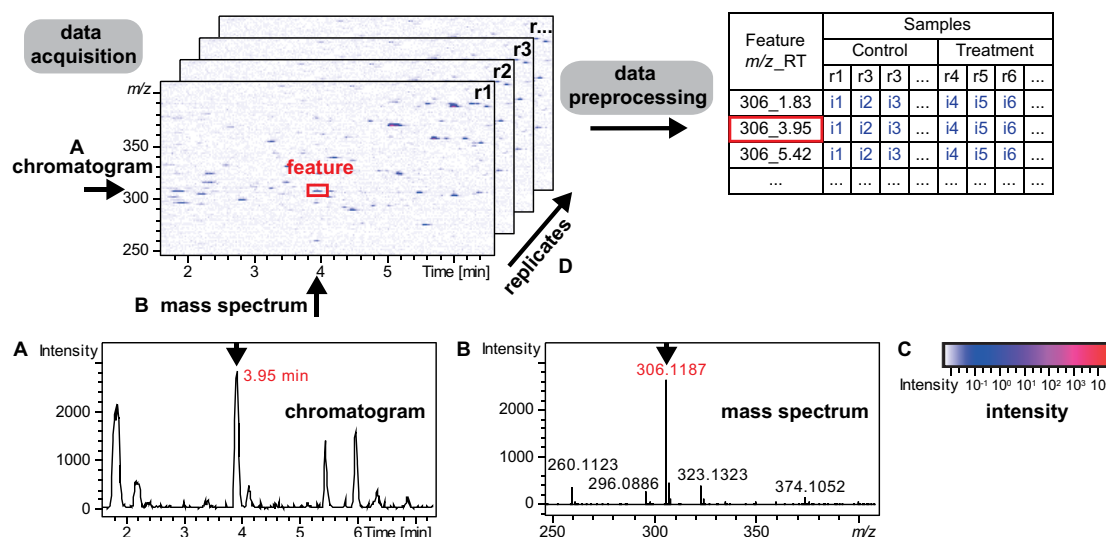 data
acquisition
r...
r3
r2
r1
m/z
350
300
250
A
chromatogram
feature
2 3 4 5 Time [min]
B mass spectrum
replicates
D
data
preprocessing
Feature
m/z_RT
Samples
Control Treatment
r1 r3 r3 ... r4 r5 r6 ...
306_1.83 i1 i2 i3 ... i4 i5 i6 ...
306_3.95 i1 i2 i3 ... i4 i5 i6 ...
306_5.42 i1 i2 i3 ... i4 i5 i6 ...
... ... ... ... ... ... ... ... ...
A Intensity
3.95 min
chromatogram
2000
1000
0
2 3 4 5 6 Time [min]
B Intensity
306.1187
mass spectrum
2000
1000
0
260.1123
296.0886
323.1323
374.1052
250 300 350 m/z
C
Intensity 10⁻¹ 10⁰ 10¹ 10² 10³
intensity